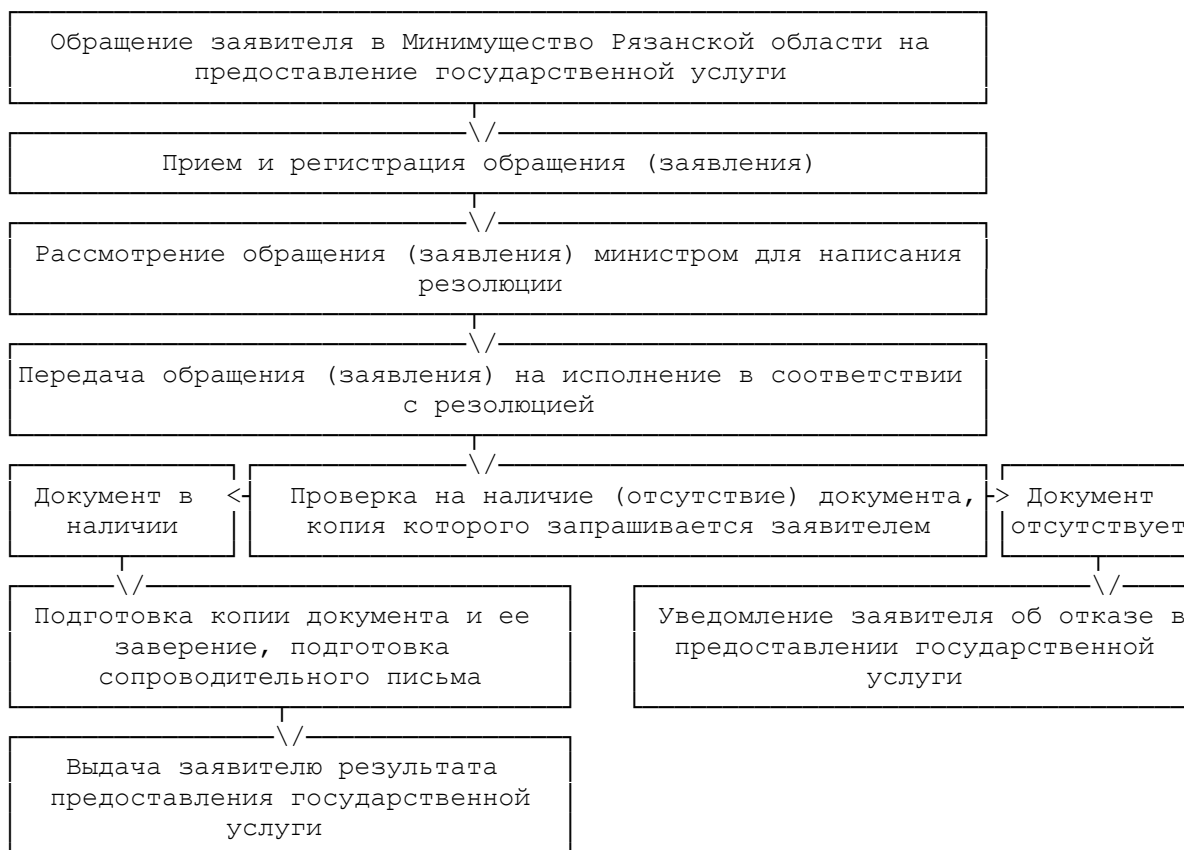 Обращение заявителя в Минимущество Рязанской области на
предоставление государственной услуги
Прием и регистрация обращения (заявления)
Рассмотрение обращения (заявления) министром для написания
резолюции
Передача обращения (заявления) на исполнение в соответствии
с резолюцией
Документ в
наличии
Проверка на наличие (отсутствие) документа,
копия которого запрашивается заявителем
Документ
отсутствует
Подготовка копии документа и ее
заверение, подготовка
сопроводительного письма
Уведомление заявителя об отказе в
предоставлении государственной
услуги
Выдача заявителю результата
предоставления государственной
услуги